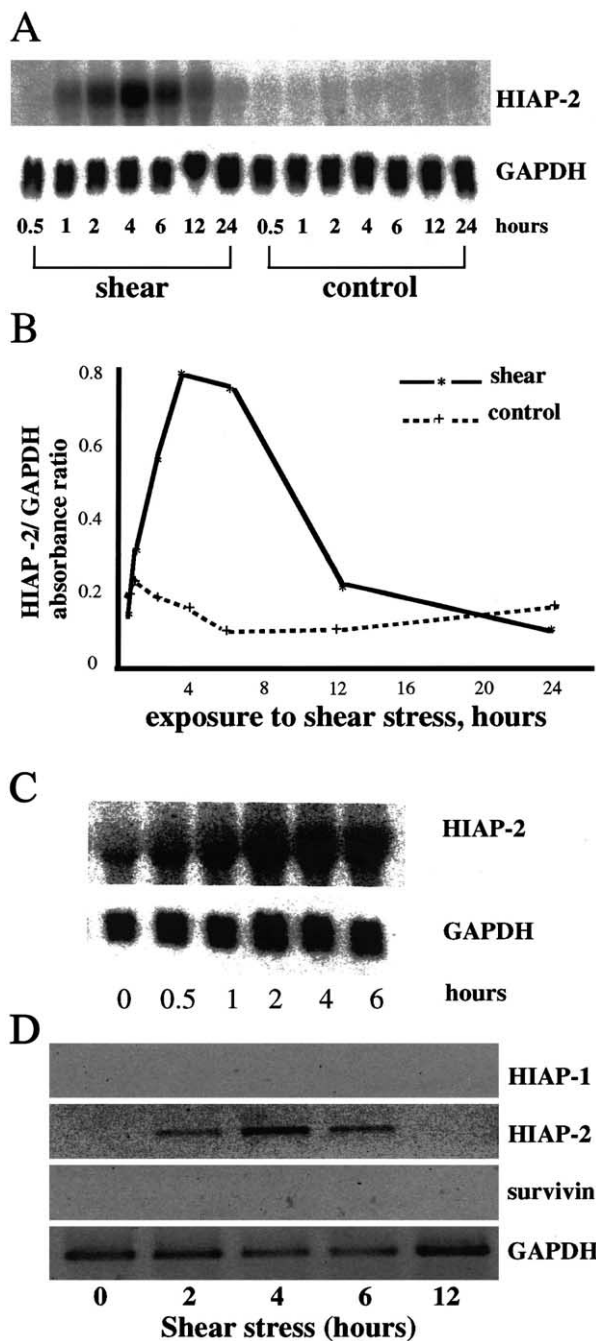 A
HIAP-2
GAPDH
0.5 1 2 4 6 12 24 0.5 1 2 4 6 12 24 hours
shear control
B
HIAP -2/ GAPDH
absorbance ratio
0.8
0.6
0.4
0.2
0
shear
control
4 8 12 16 20 24
exposure to shear stress, hours
C
HIAP-2
GAPDH
0 0.5 1 2 4 6 hours
D
HIAP-1
HIAP-2
survivin
GAPDH
0 2 4 6 12
Shear stress (hours)